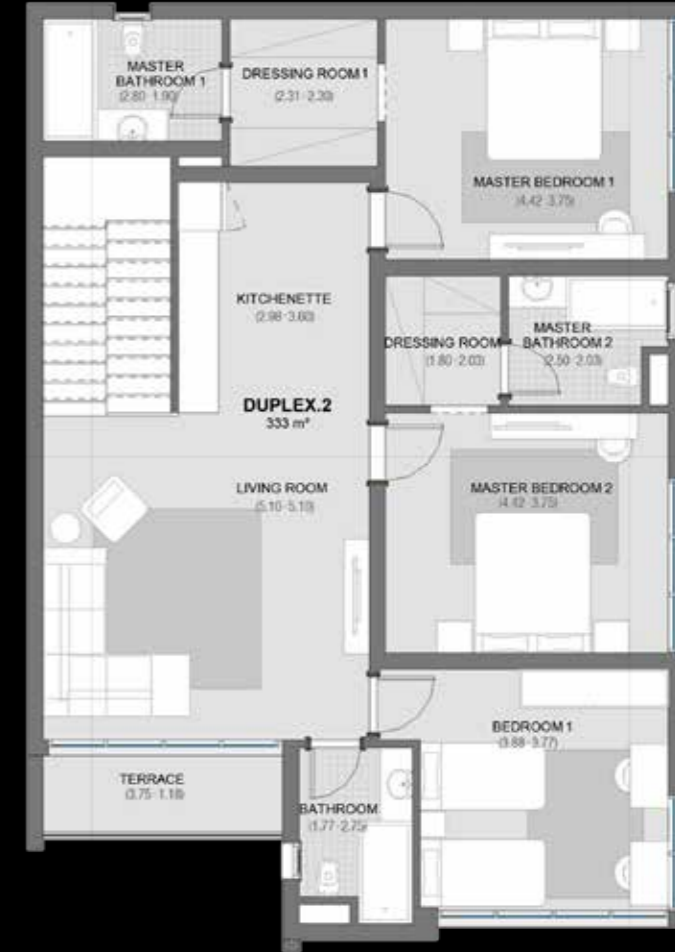 MASTER
BATHROOM 1
(2.80-1.90)
DRESSING ROOM 1
(2.31-2.30)
MASTER BEDROOM 1
(4.42-3.75)
KITCHENETTE
(2.98-3.60)
DRESSING ROOM
(1.80-2.03)
MASTER
BATHROOM 2
(2.50-2.03)
DUPLEX.2
333 m²
LIVING ROOM
(5.10-5.10)
MASTER BEDROOM 2
(4.42-3.75)
BEDROOM 1
(3.88-3.77)
TERRACE
(3.75-1.18)
BATHROOM
(1.77-2.75)